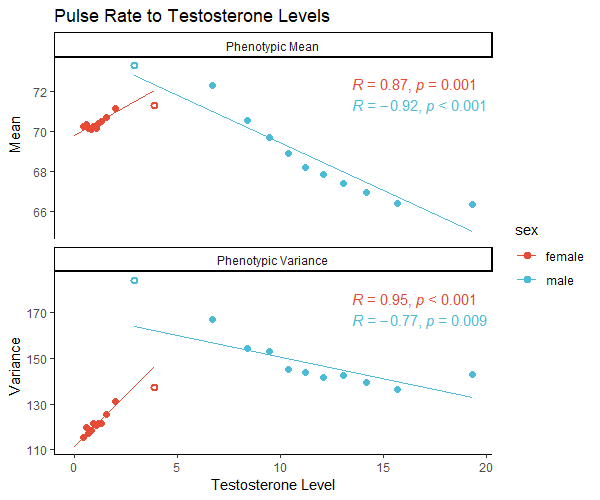 Pulse Rate to Testosterone Levels
Phenotypic Mean
R = 0.87, p = 0.001
R = −0.92, p < 0.001
72
70
68
66
Mean
Phenotypic Variance
R = 0.95, p < 0.001
R = −0.77, p = 0.009
170
150
130
110
Variance
0 5 10 15 20
Testosterone Level
sex
female
male